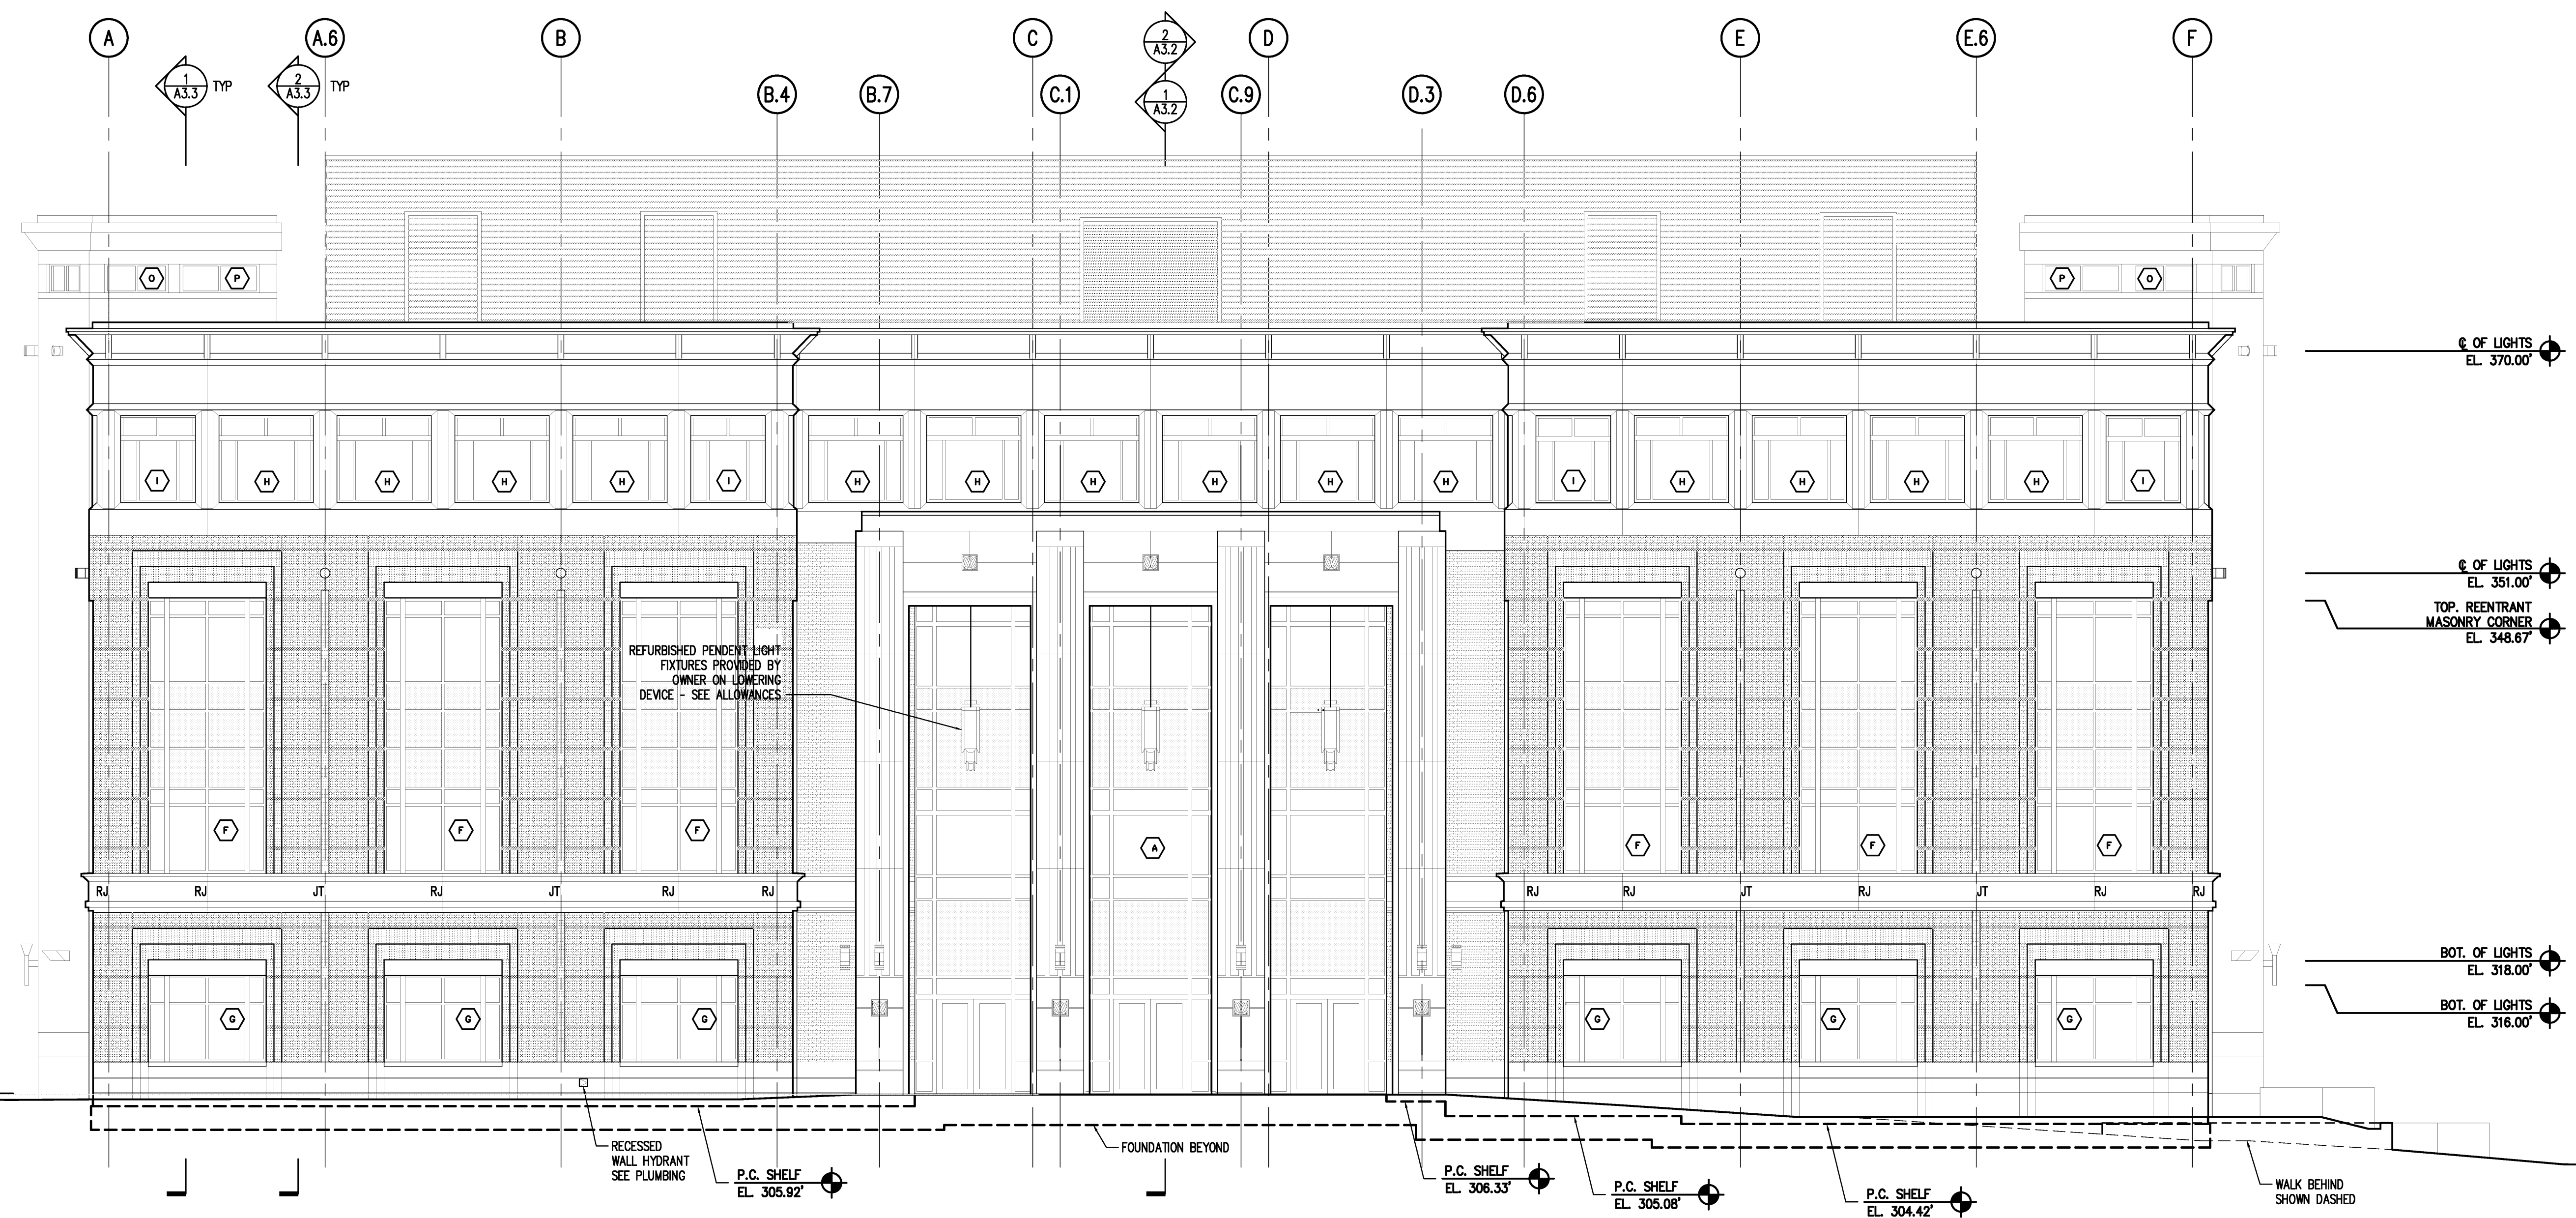 A
A.6
B
C
2
A3.2
D
E
E.6
F
1
A3.3
TYP
2
A3.3
TYP
B.4
B.7
C.1
1
A3.2
C.9
D.3
D.6
O
P
P
O
℄ OF LIGHTS
EL. 370.00'
I
H
H
H
H
I
H
H
H
H
H
H
I
H
H
H
H
I
℄ OF LIGHTS
EL. 351.00'
TOP. REENTRANT
MASONRY CORNER
EL. 348.67'
REFURBISHED PENDENT LIGHT
FIXTURES PROVIDED BY
OWNER ON LOWERING
DEVICE - SEE ALLOWANCES
F
F
F
A
F
F
F
RJ
RJ
JT
RJ
JT
RJ
RJ
RJ
RJ
JT
RJ
JT
RJ
RJ
BOT. OF LIGHTS
EL. 318.00'
BOT. OF LIGHTS
EL. 316.00'
G
G
G
G
G
G
RECESSED
WALL HYDRANT
SEE PLUMBING
P.C. SHELF
EL. 305.92'
FOUNDATION BEYOND
P.C. SHELF
EL. 306.33'
P.C. SHELF
EL. 305.08'
P.C. SHELF
EL. 304.42'
WALK BEHIND
SHOWN DASHED